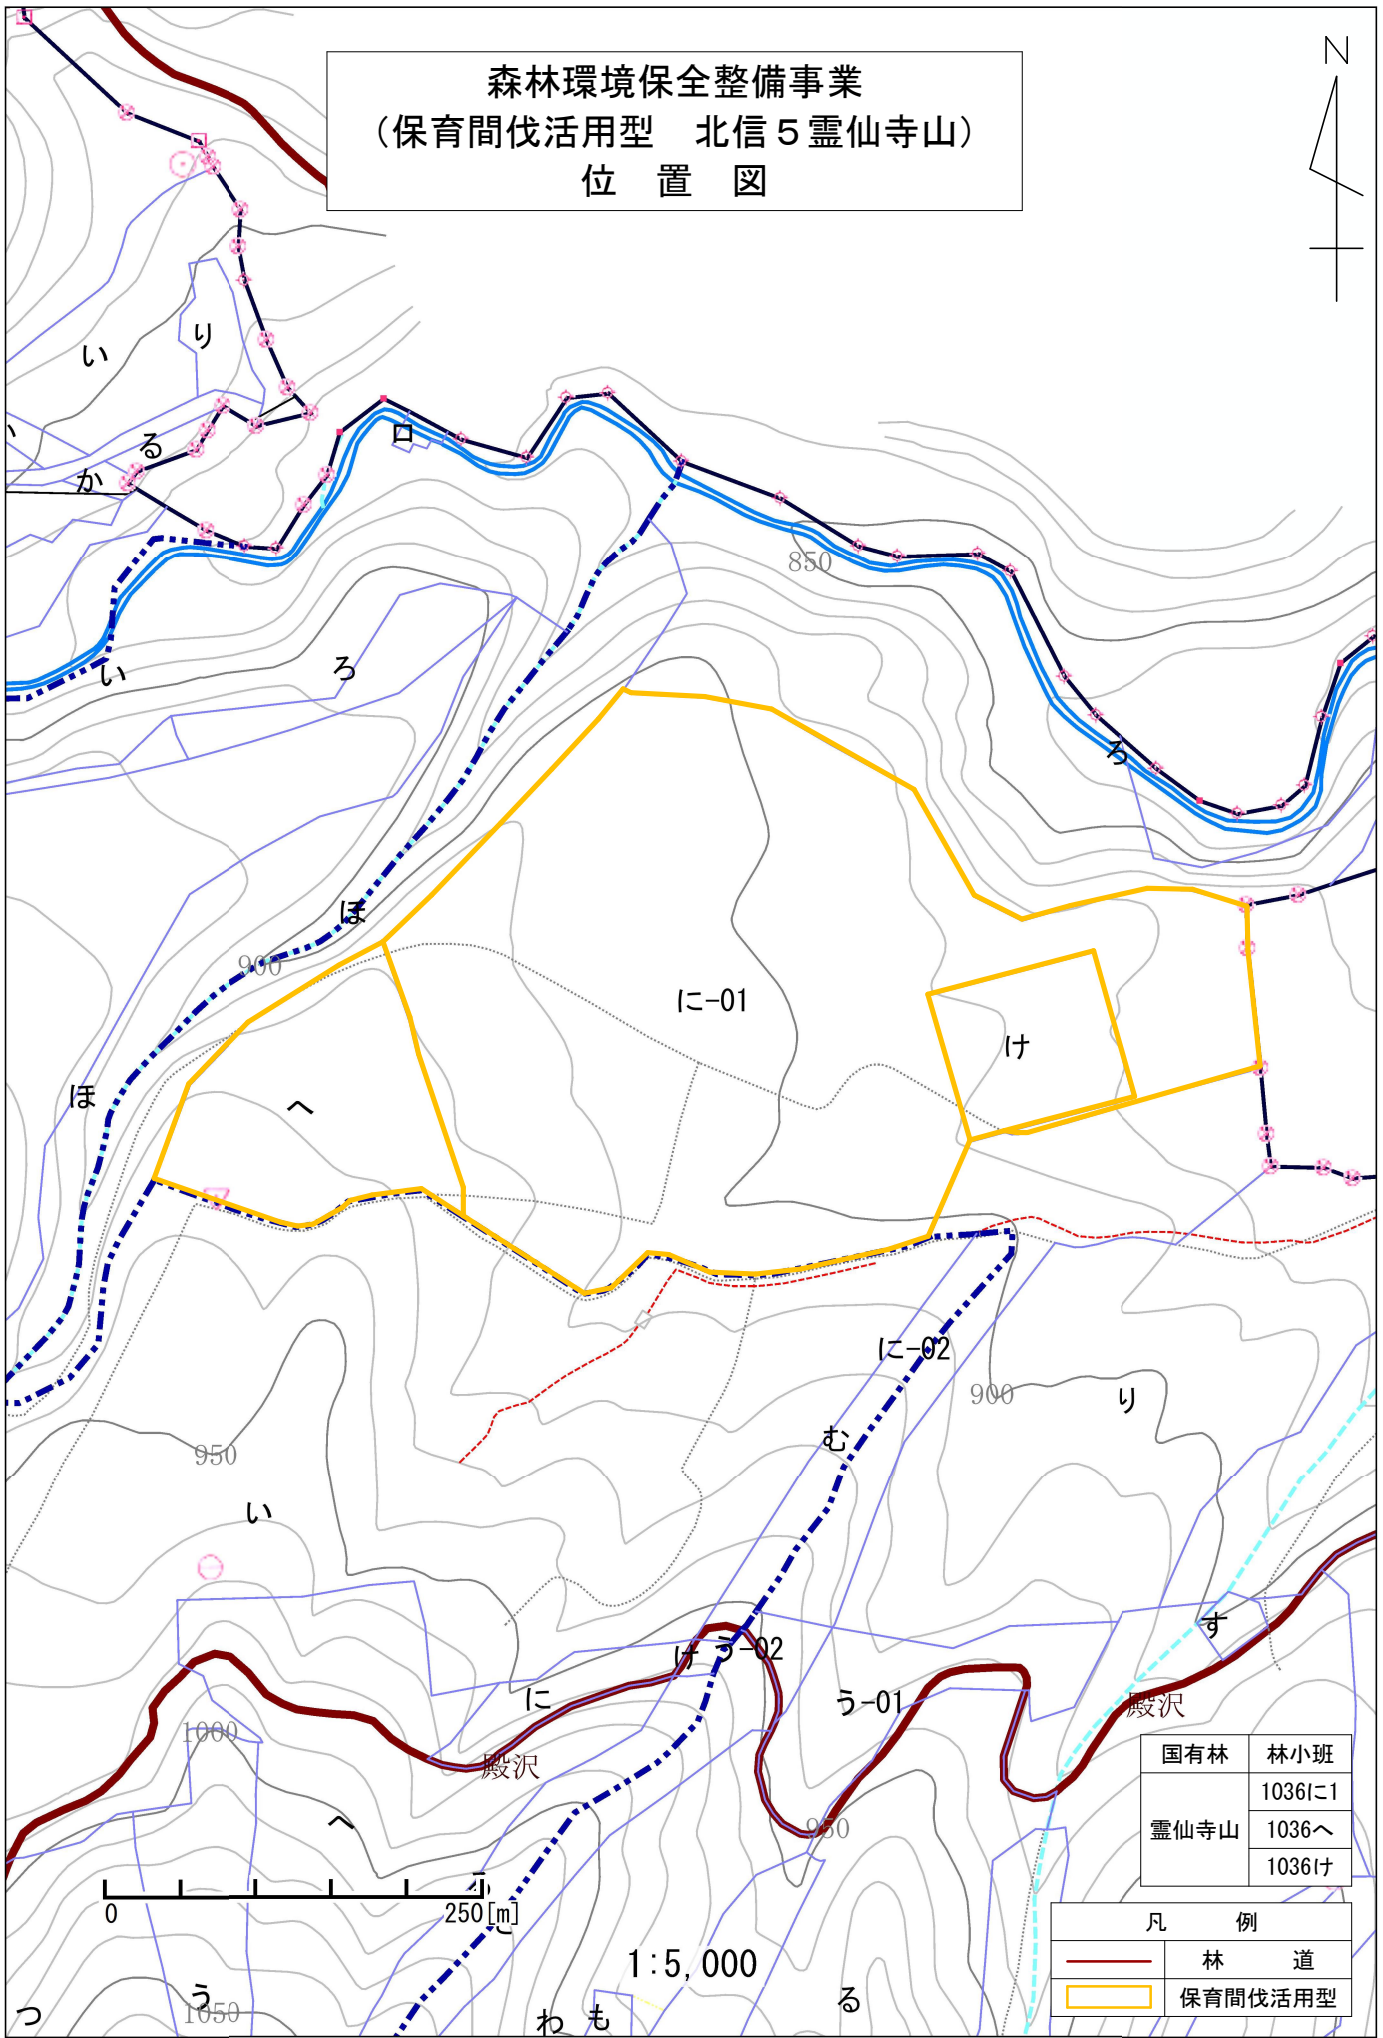 森林環境保全整備事業
（保育間伐活用型　北信５霊仙寺山）
位　置　図
N
い
り
い
る
か
ロ
850
い
ろ
ろ
ほ
900
に-01
け
ほ
へ
に-02
900
り
む
950
い
す
け
う-02
に
う-01
殿沢
1000
殿沢
950
へ
国有林　林小班
霊仙寺山
1036に1
1036へ
1036け
0　250[m]
1:5,000
凡　例
林　道
保育間伐活用型
つ
う
1050
わ
も
る